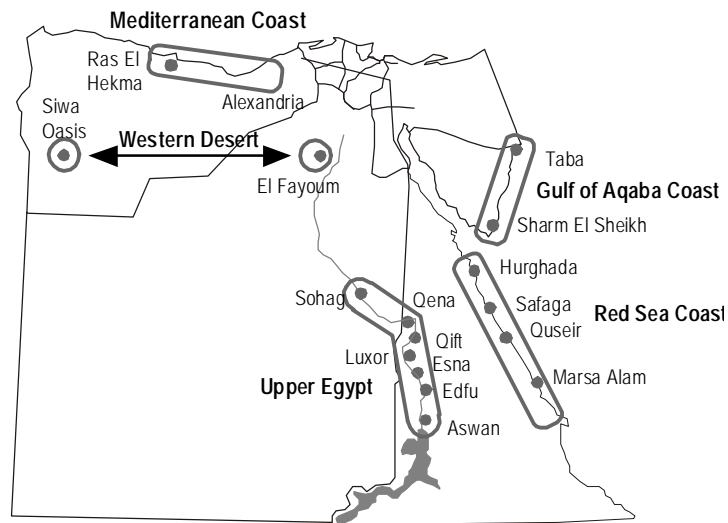 Mediterranean Coast
Ras El
Hekma
Alexandria
Siwa
Oasis
Western Desert
El Fayoum
Taba
Gulf of Aqaba Coast
Sharm El Sheikh
Hurghada
Sohag
Qena
Safaga
Red Sea Coast
Quseir
Qift
Luxor
Esna
Marsa Alam
Upper Egypt
Edfu
Aswan